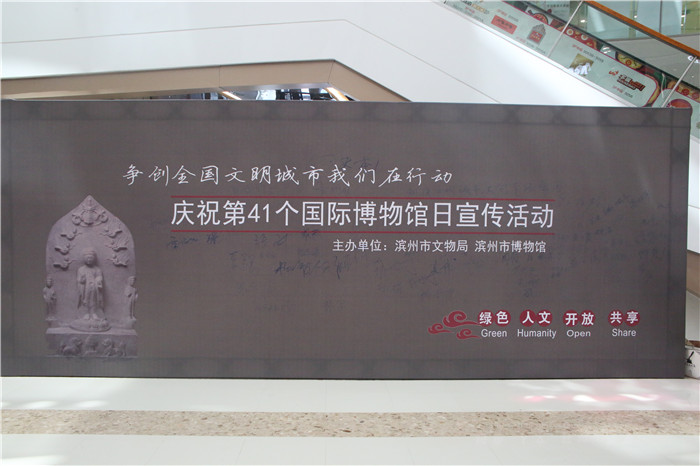 争创全国文明城市我们在行动
庆祝第41个国际博物馆日宣传活动
主办单位：滨州市文物局 滨州市博物馆
绿色 人文 开放 共享
Green Humanity Open Share